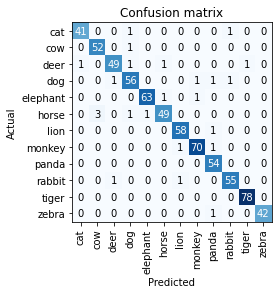 Confusion matrix
cat 41 0 0 1 0 0 0 0 0 1 0 0
cow 0 52 0 1 0 0 0 0 0 0 0 0
deer 1 0 49 1 0 1 0 0 0 0 1 0
dog 0 0 1 56 0 0 0 1 1 1 0 0
elephant 0 0 0 0 63 1 0 1 0 0 0 0
horse 0 3 0 1 1 49 0 0 0 0 0 0
lion 0 0 0 0 0 0 58 0 1 0 0 0
monkey 0 0 0 0 0 0 1 70 1 0 0 0
panda 0 0 0 0 0 0 0 0 54 0 0 0
rabbit 0 0 1 0 0 0 1 0 0 55 0 0
tiger 0 0 0 0 0 0 0 0 0 0 78 0
zebra 0 0 0 0 0 0 0 0 1 0 0 42
cat cow deer dog elephant horse lion monkey panda rabbit tiger zebra
Actual
Predicted